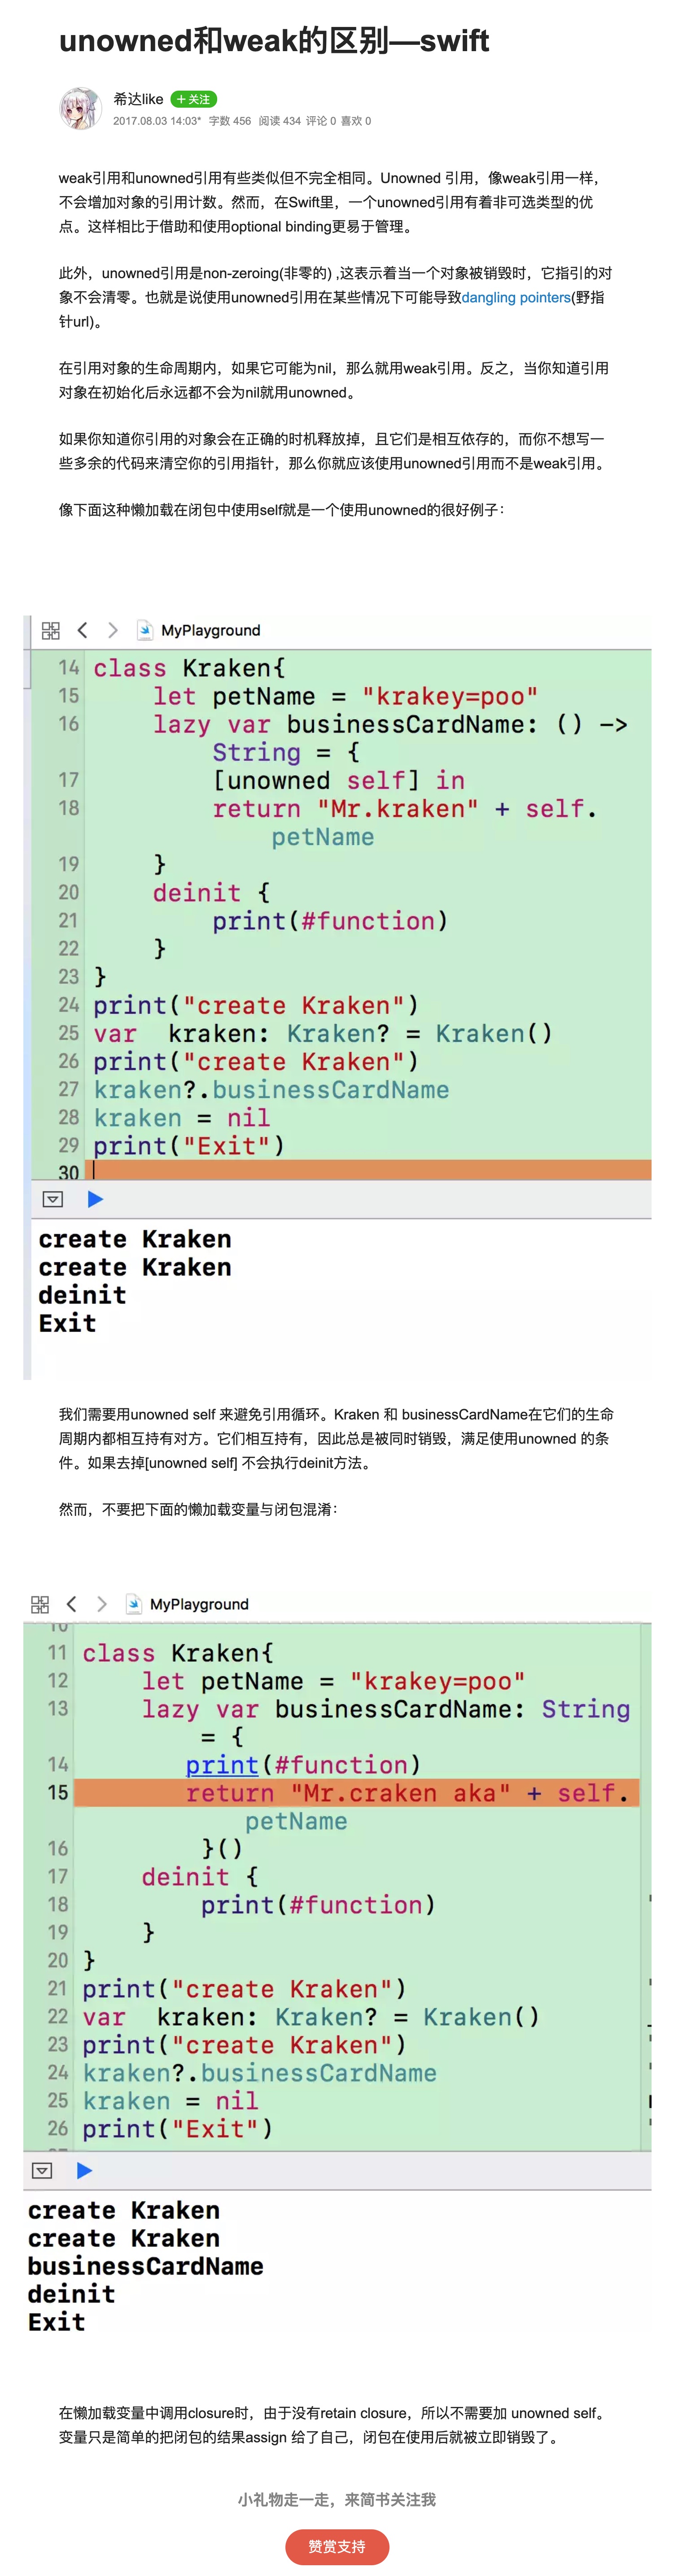 unowned和weak的区别—swift
希达like
+ 关注
2017.08.03 14:03* 字数 456 阅读 434 评论 0 喜欢 0
weak引用和unowned引用有些类似但不完全相同。Unowned 引用，像weak引用一样，
不会增加对象的引用计数。然而，在Swift里，一个unowned引用有着非可选类型的优
点。这样相比于借助和使用optional binding更易于管理。
此外，unowned引用是non-zeroing(非零的) ,这表示着当一个对象被销毁时，它指引的对
象不会清零。也就是说使用unowned引用在某些情况下可能导致dangling pointers(野指
针url)。
在引用对象的生命周期内，如果它可能为nil，那么就用weak引用。反之，当你知道引用
对象在初始化后永远都不会为nil就用unowned。
如果你知道你引用的对象会在正确的时机释放掉，且它们是相互依存的，而你不想写一
些多余的代码来清空你的引用指针，那么你就应该使用unowned引用而不是weak引用。
像下面这种懒加载在闭包中使用self就是一个使用unowned的很好例子：
MyPlayground
14 class Kraken{
15 let petName = "krakey=poo"
16 lazy var businessCardName: () ->
String = {
17 [unowned self] in
18 return "Mr.kraken" + self.
petName
19 }
20 deinit {
21 print(#function)
22 }
23 }
24 print("create Kraken")
25 var  kraken: Kraken? = Kraken()
26 print("create Kraken")
27 kraken?.businessCardName
28 kraken = nil
29 print("Exit")
30
create Kraken
create Kraken
deinit
Exit
我们需要用unowned self 来避免引用循环。Kraken 和 businessCardName在它们的生命
周期内都相互持有对方。它们相互持有，因此总是被同时销毁，满足使用unowned 的条
件。如果去掉[unowned self] 不会执行deinit方法。
然而，不要把下面的懒加载变量与闭包混淆：
MyPlayground
10
11 class Kraken{
12 let petName = "krakey=poo"
13 lazy var businessCardName: String
= {
14 print(#function)
15 return "Mr.craken aka" + self.
petName
16 }()
17 deinit {
18 print(#function)
19 }
20 }
21 print("create Kraken")
22 var  kraken: Kraken? = Kraken()
23 print("create Kraken")
24 kraken?.businessCardName
25 kraken = nil
26 print("Exit")
create Kraken
create Kraken
businessCardName
deinit
Exit
在懒加载变量中调用closure时，由于没有retain closure，所以不需要加 unowned self。
变量只是简单的把闭包的结果assign 给了自己，闭包在使用后就被立即销毁了。
小礼物走一走，来简书关注我
赞赏支持